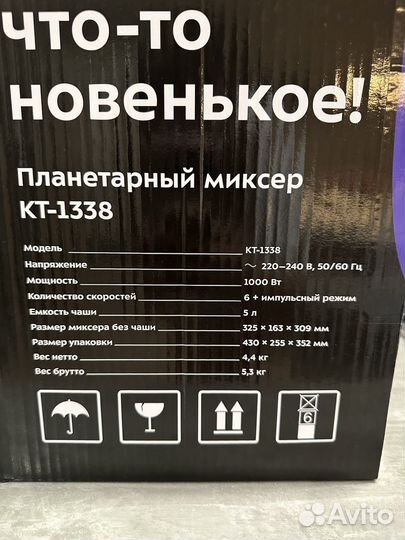 что-то
новенькое!
Планетарный миксер
КТ-1338
Модель КТ-1338
Напряжение ~ 220–240 В, 50/60 Гц
Мощность 1000 Вт
Количество скоростей 6 + импульсный режим
Емкость чаши 5 л
Размер миксера без чаши 325 × 163 × 309 мм
Размер упаковки 430 × 255 × 352 мм
Вес нетто 4,4 кг
Вес брутто 5,3 кг
6
Avito